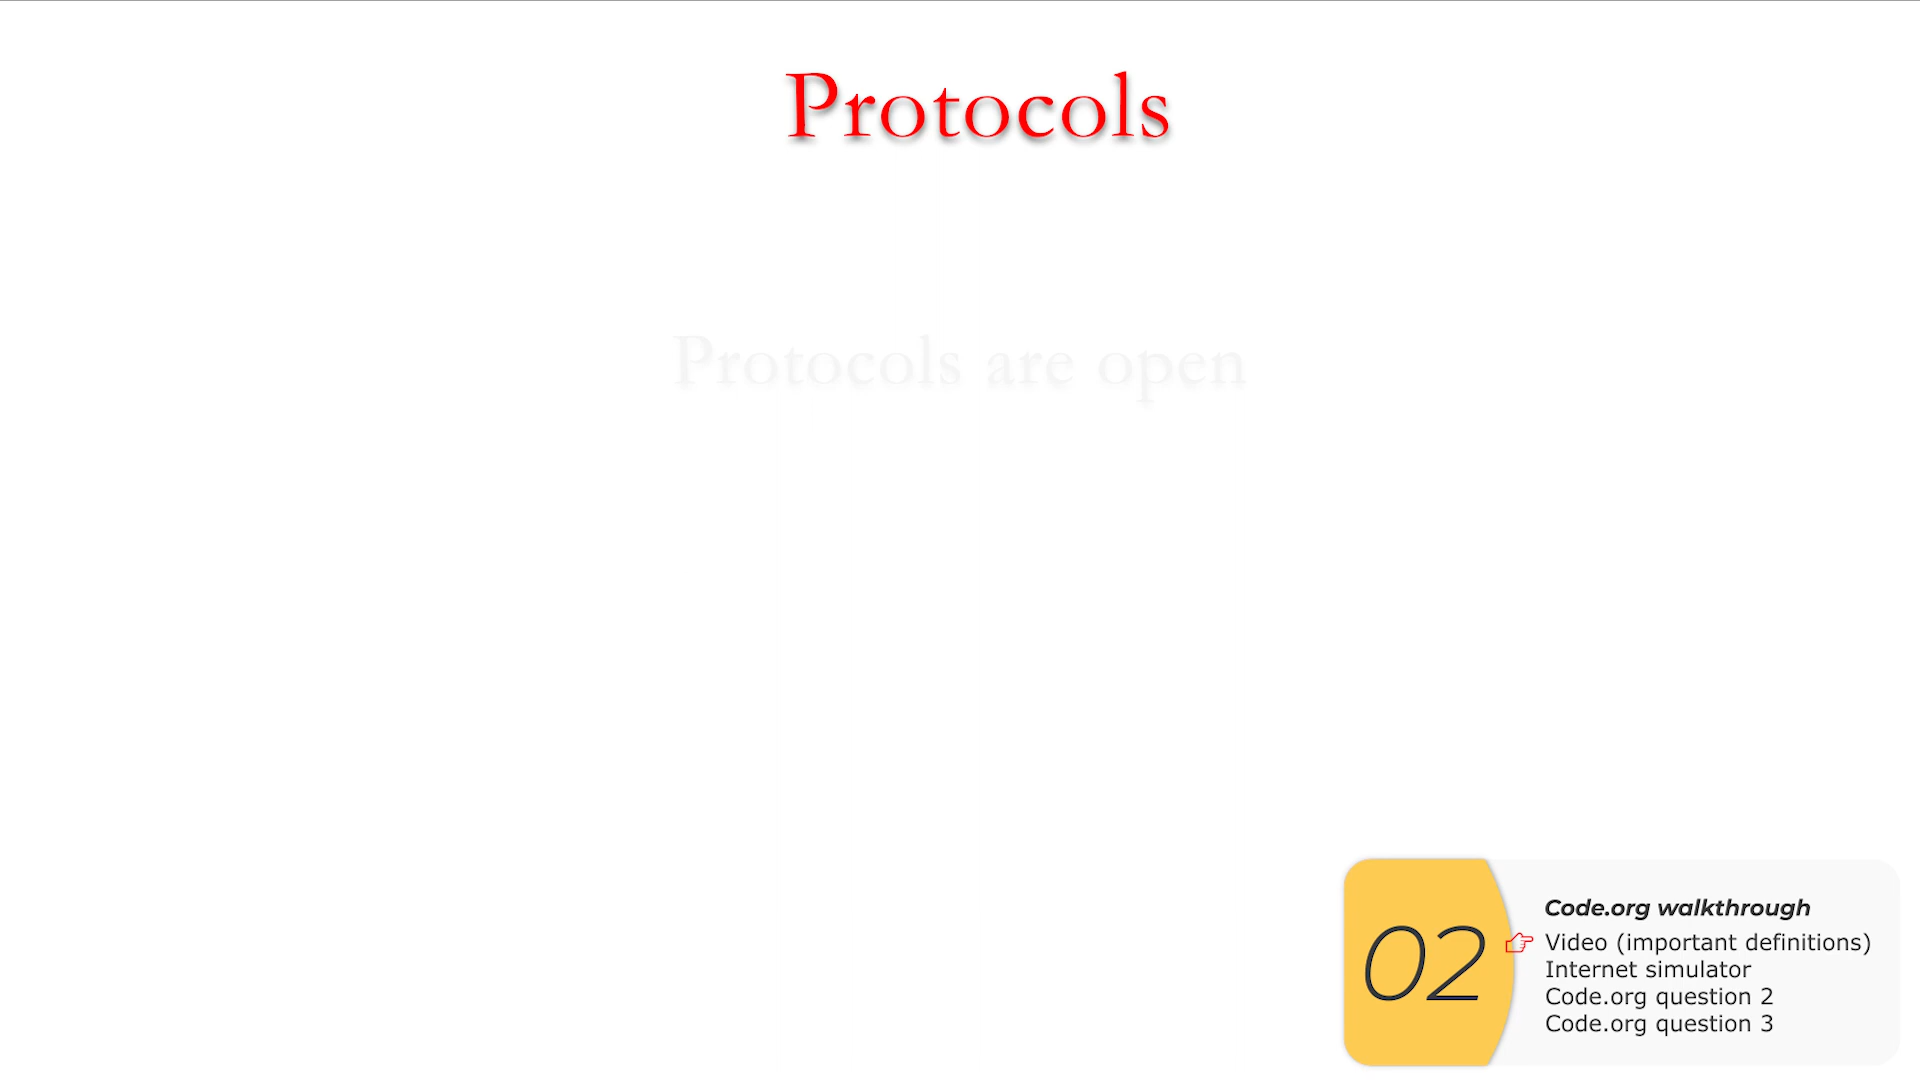 Protocols
Protocols are open
02
Code.org walkthrough
Video (important definitions)
Internet simulator
Code.org question 2
Code.org question 3